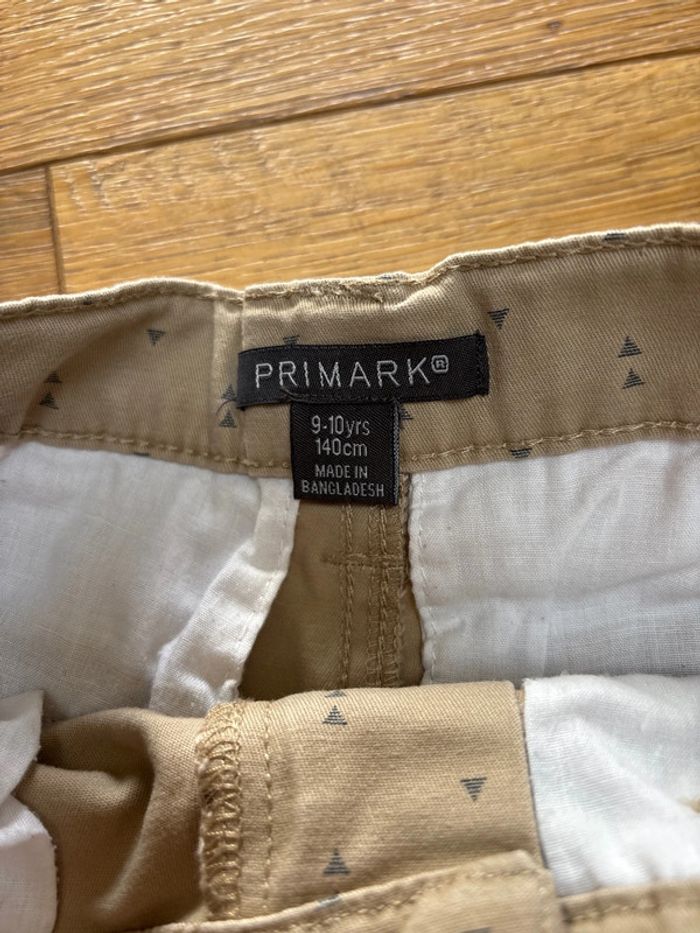 PRIMARK®
9-10yrs
140cm
MADE IN
BANGLADESH